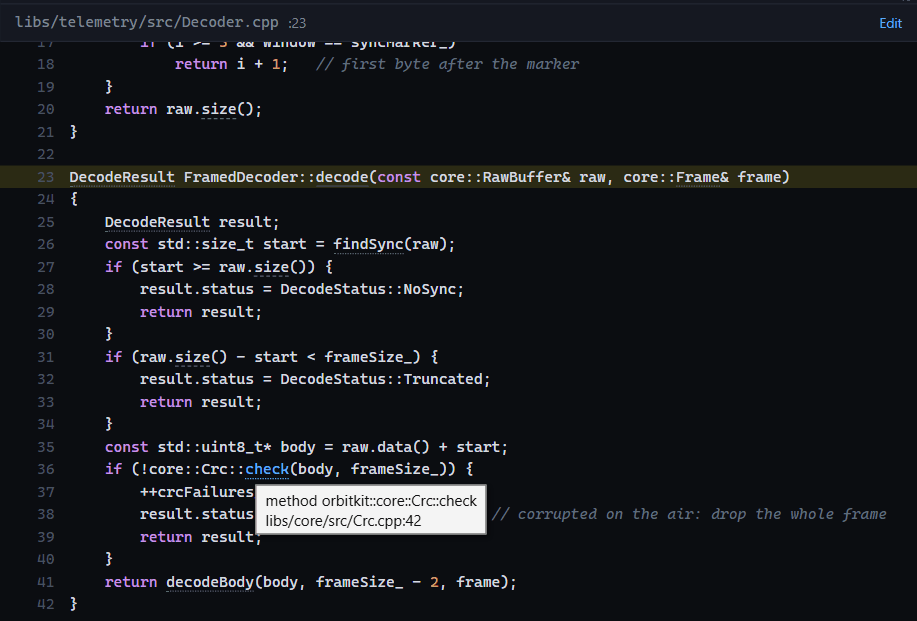 libs/telemetry/src/Decoder.cpp :23
Edit
17 if (i >= 3 && window == syncMarker_)
18 return i + 1; // first byte after the marker
19 }
20 return raw.size();
21 }
22
23 DecodeResult FramedDecoder::decode(const core::RawBuffer& raw, core::Frame& frame)
24 {
25 DecodeResult result;
26 const std::size_t start = findSync(raw);
27 if (start >= raw.size()) {
28 result.status = DecodeStatus::NoSync;
29 return result;
30 }
31 if (raw.size() - start < frameSize_) {
32 result.status = DecodeStatus::Truncated;
33 return result;
34 }
35 const std::uint8_t* body = raw.data() + start;
36 if (!core::Crc::check(body, frameSize_)) {
37 ++crcFailures
method orbitkit::core::Crc::check
libs/core/src/Crc.cpp:42
38 result.status // corrupted on the air: drop the whole frame
39 return result;
40 }
41 return decodeBody(body, frameSize_ - 2, frame);
42 }